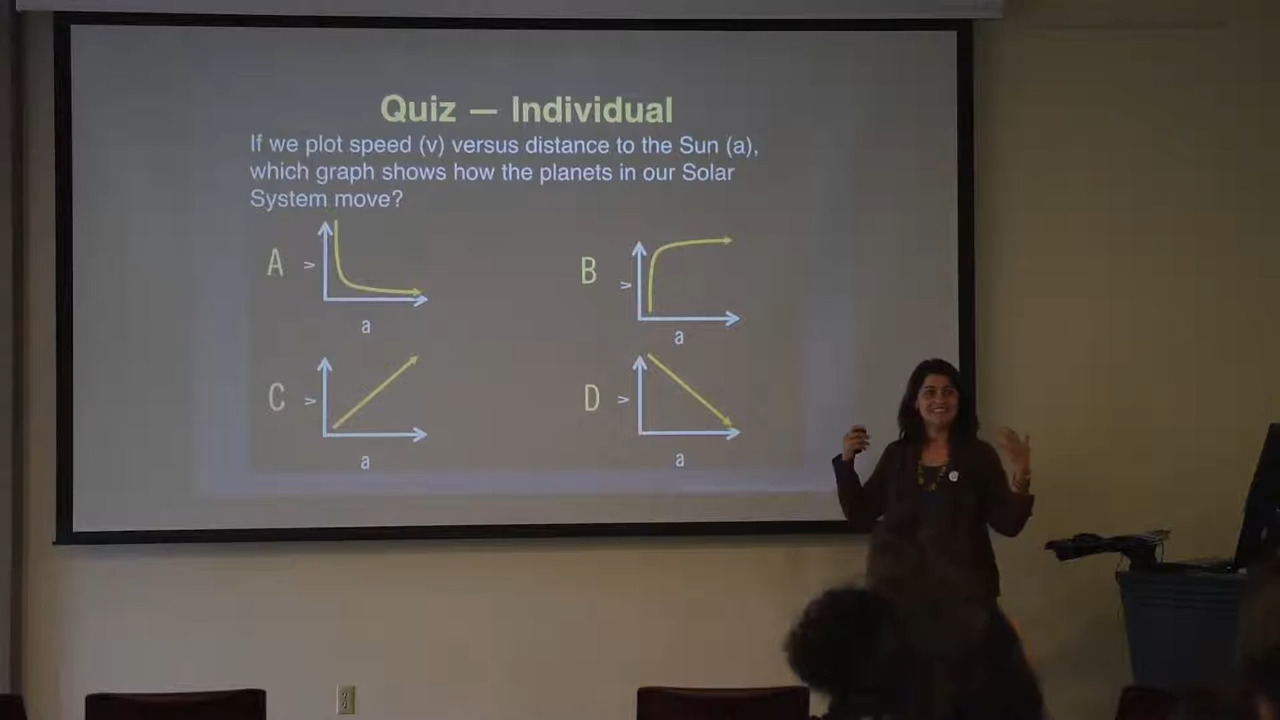 Quiz — Individual
If we plot speed (v) versus distance to the Sun (a),
which graph shows how the planets in our Solar
System move?
A
v
a
B
v
a
C
v
a
D
v
a